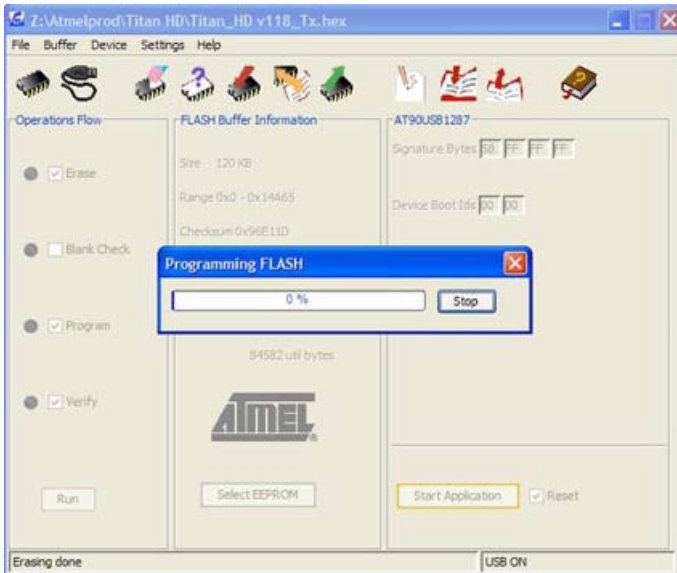 Z:\Atmelprod\Titan HD\Titan_HD v118_Tx.hex
File Buffer Device Settings Help
Operations Flow
FLASH Buffer Information
AT90USB1287
Signature Bytes 58 FF FF FF
Erase
Size 120 KB
Range 0x0 - 0x14A65
Device Boot Ids 00 00
Checksum 0x96E11D
Blank Check
Programming FLASH
0 %
Stop
Program
84582 util bytes
Verify
ATMEL
Run
Select EEPROM
Start Application
Reset
Erasing done
USB ON